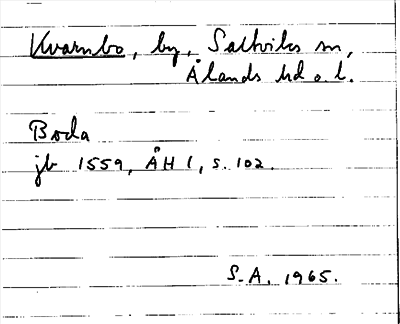 Kvarnbo, by, Saltviks sn,
Ålands hd o. l.
Boda
jb 1559, ÅH 1, s. 102.
S.A. 1965.